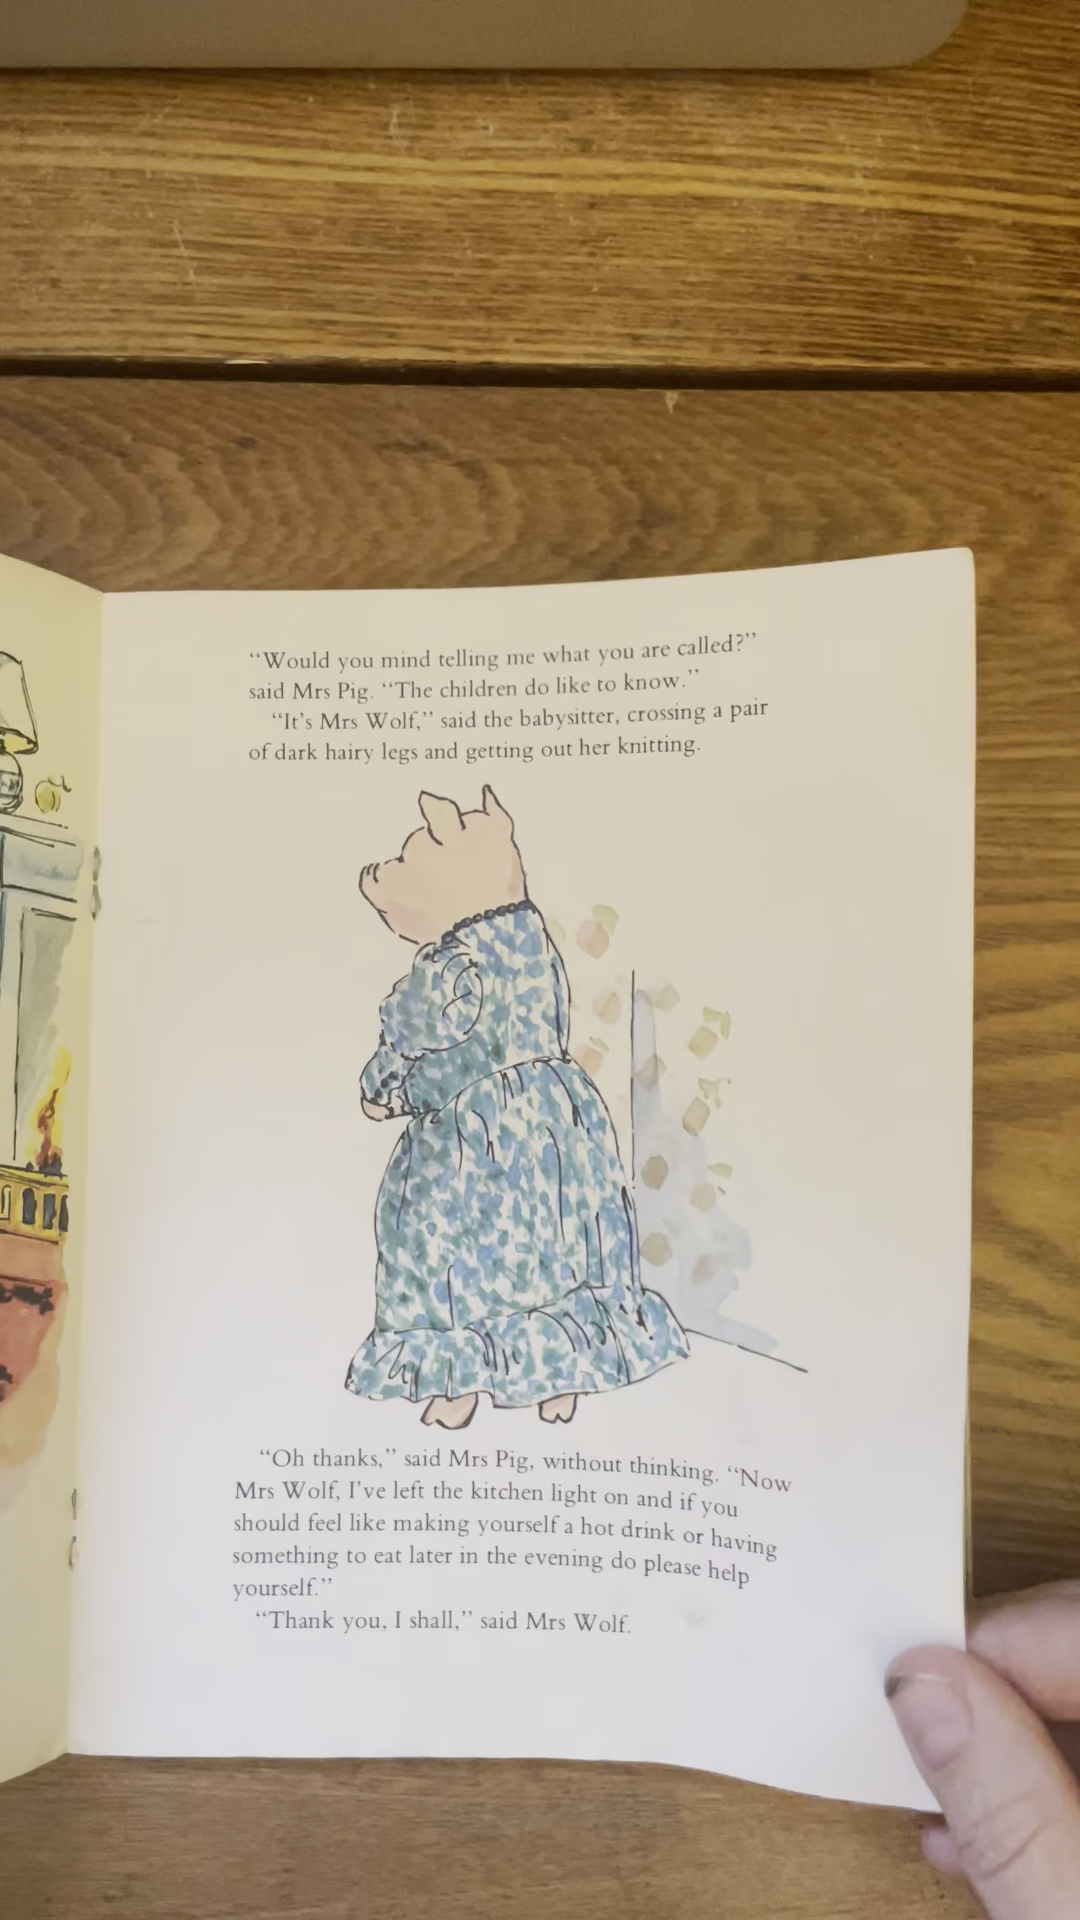 “Would you mind telling me what you are called?”
said Mrs Pig. “The children do like to know.”
“It's Mrs Wolf,” said the babysitter, crossing a pair
of dark hairy legs and getting out her knitting.
“Oh thanks,” said Mrs Pig, without thinking. “Now
Mrs Wolf, I've left the kitchen light on and if you
should feel like making yourself a hot drink or having
something to eat later in the evening do please help
yourself.”
“Thank you, I shall,” said Mrs Wolf.